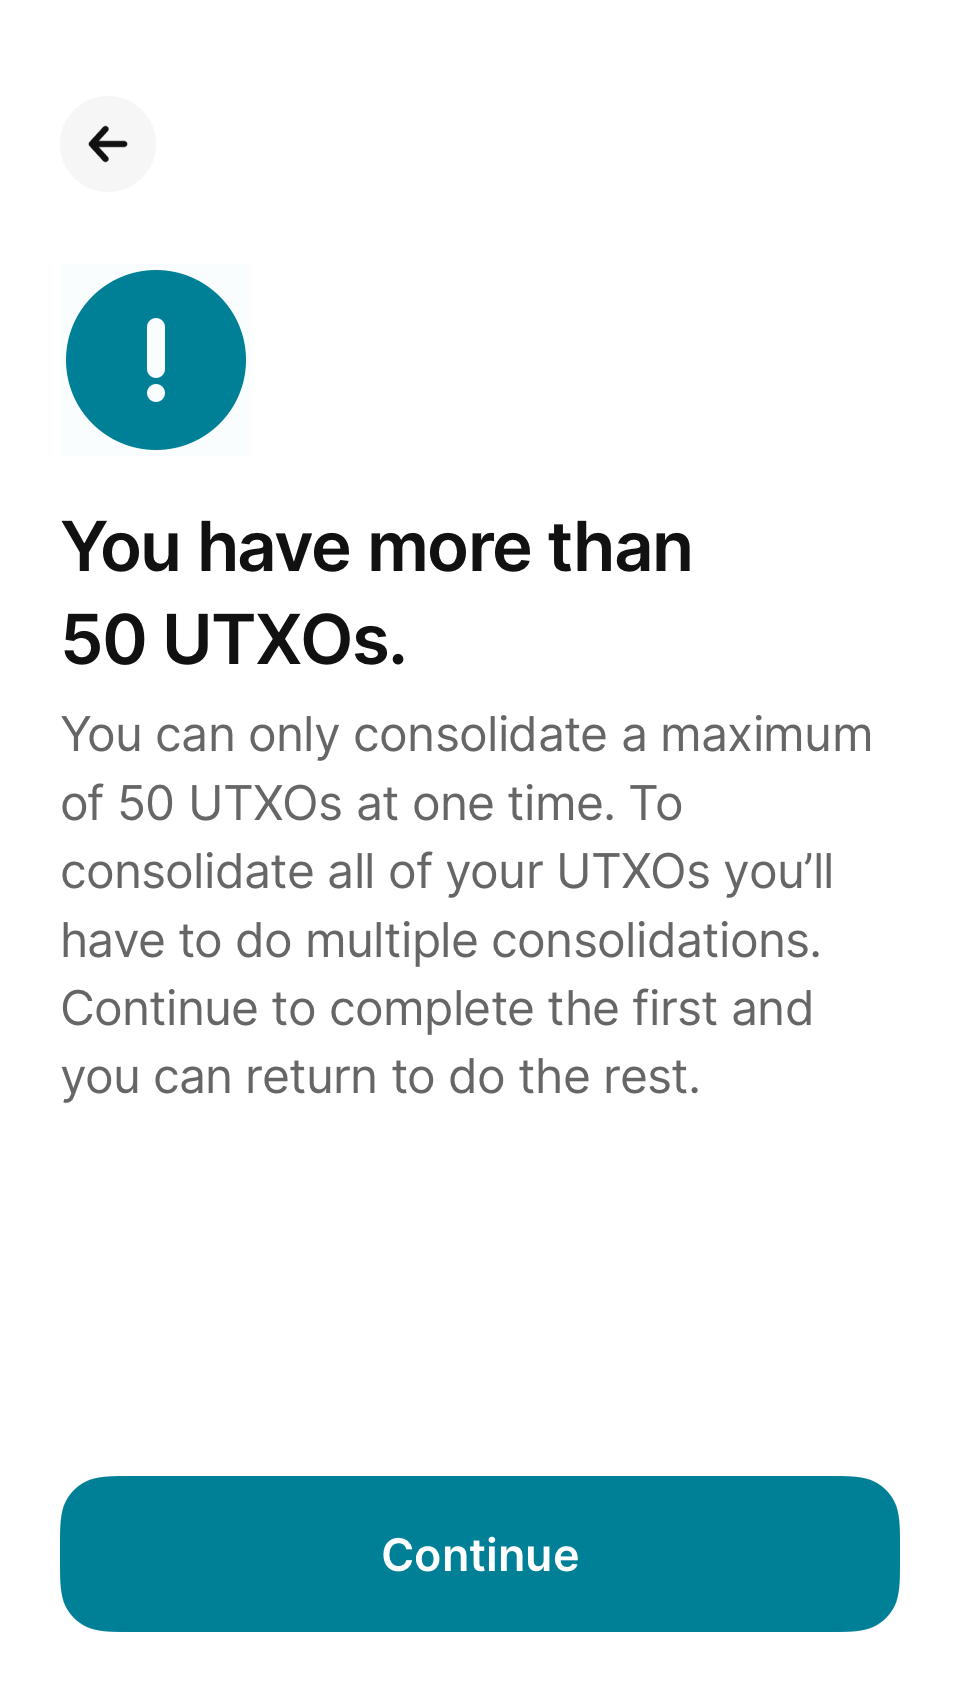 You have more than
50 UTXOs.
You can only consolidate a maximum
of 50 UTXOs at one time. To
consolidate all of your UTXOs you’ll
have to do multiple consolidations.
Continue to complete the first and
you can return to do the rest.
Continue